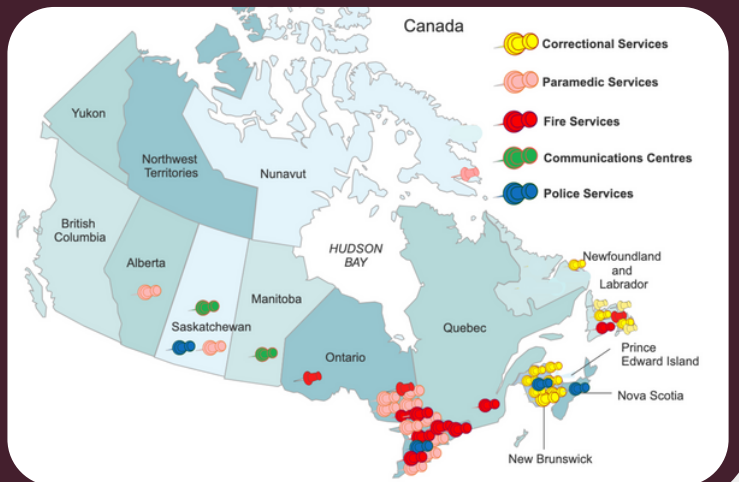 Canada
Correctional Services
Paramedic Services
Fire Services
Communications Centres
Police Services
Yukon
Northwest
Territories
Nunavut
British
Columbia
Alberta
HUDSON
BAY
Newfoundland
and
Labrador
Manitoba
Saskatchewan
Quebec
Ontario
Prince
Edward Island
Nova Scotia
New Brunswick